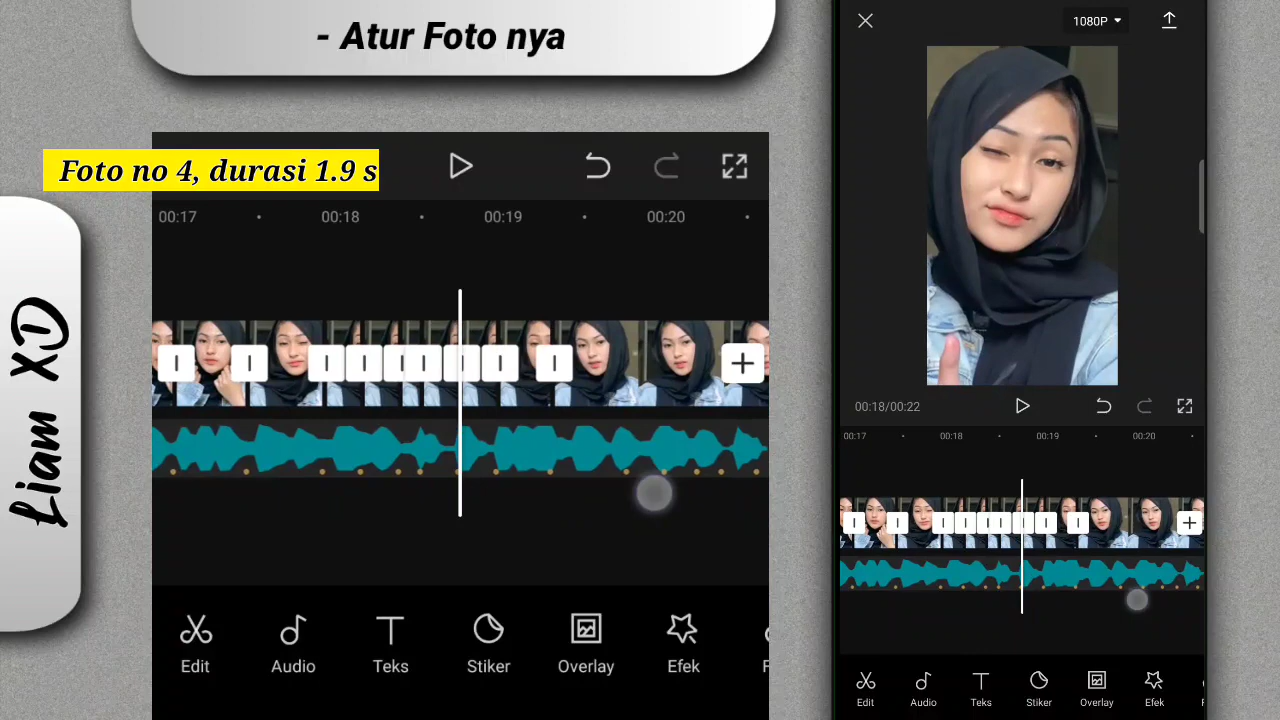 - Atur Foto nya
Foto no 4, durasi 1.9 s
Liam XD
00:17
00:18
00:19
00:20
Edit
Audio
Teks
Stiker
Overlay
Efek
F
1080P
00:18/00:22
00:17
00:18
00:19
00:20
Edit
Audio
Teks
Stiker
Overlay
Efek